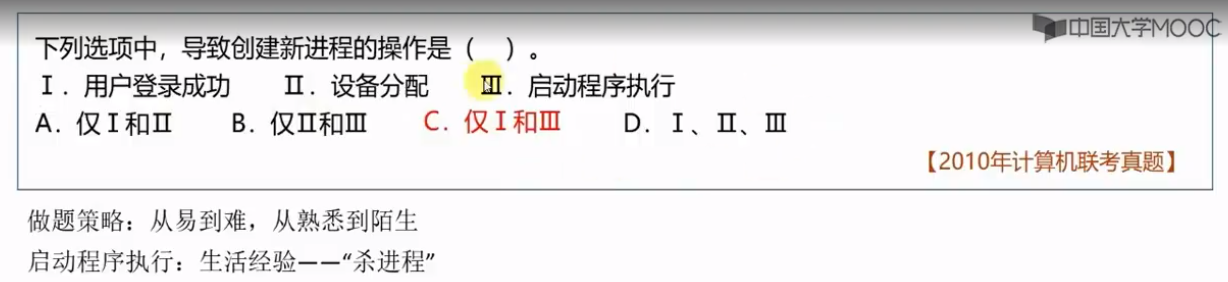 中国大学MOOC
下列选项中，导致创建新进程的操作是（　）。
Ⅰ．用户登录成功　　Ⅱ．设备分配　　Ⅲ．启动程序执行
A．仅Ⅰ和Ⅱ　　B．仅Ⅱ和Ⅲ　　C．仅Ⅰ和Ⅲ　　D．Ⅰ、Ⅱ、Ⅲ
【2010年计算机联考真题】
做题策略：从易到难，从熟悉到陌生
启动程序执行：生活经验——“杀进程”